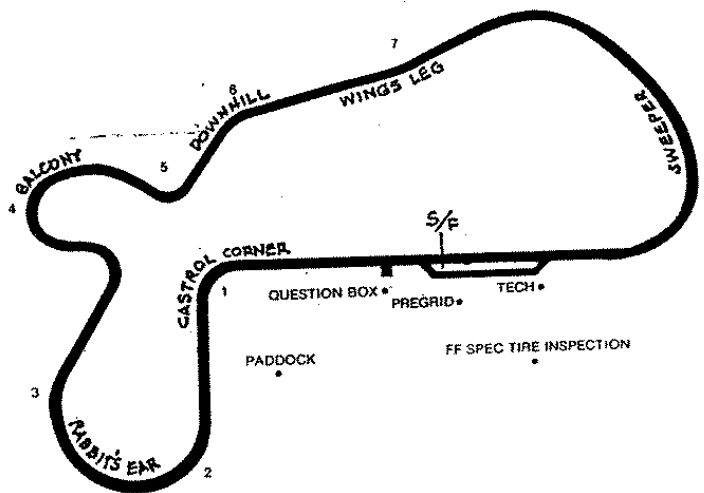 7
6
DOWNHILL
WINGS LEG
SWEEPER
BALCONY
5
4
S/F
CASTROL CORNER
1
QUESTION BOX
PREGRID
TECH
PADDOCK
FF SPEC TIRE INSPECTION
3
RABBIT'S EAR
2